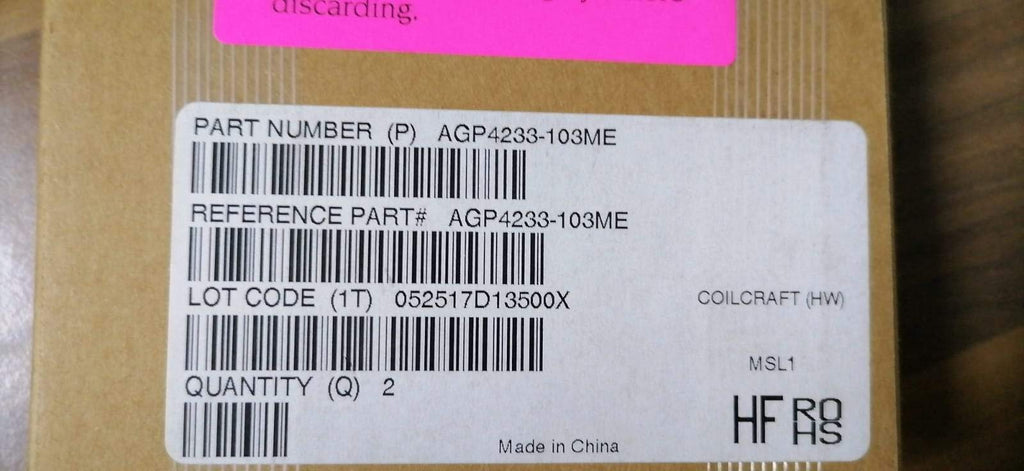 discarding.
PART NUMBER (P) AGP4233-103ME
REFERENCE PART# AGP4233-103ME
LOT CODE (1T) 052517D13500X
COILCRAFT (HW)
MSL1
QUANTITY (Q) 2
HF RO
HS
Made in China